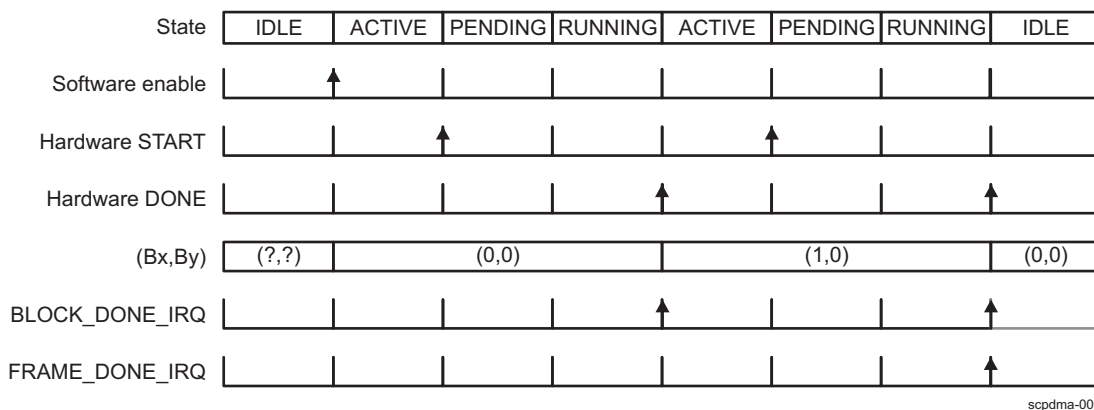 State IDLE ACTIVE PENDING RUNNING ACTIVE PENDING RUNNING IDLE
Software enable
Hardware START
Hardware DONE
(Bx,By) (?,?) (0,0) (1,0) (0,0)
BLOCK_DONE_IRQ
FRAME_DONE_IRQ
scpdma-00